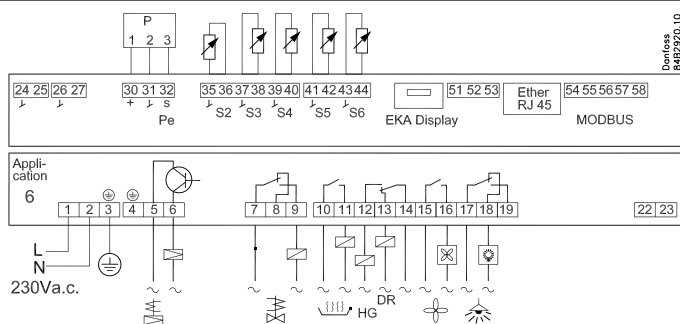 P
1 2 3
Danfoss
84B2920.10
24 25 26 27 30 31 32 35 36 37 38 39 40 41 42 43 44 51 52 53 Ether RJ 45 54 55 56 57 58
+ s S2 S3 S4 S5 S6
Pe EKA Display MODBUS
Appli-
cation
6
1 2 3 4 5 6 7 8 9 10 11 12 13 14 15 16 17 18 19 22 23
L
N
230Va.c.
DR
HG